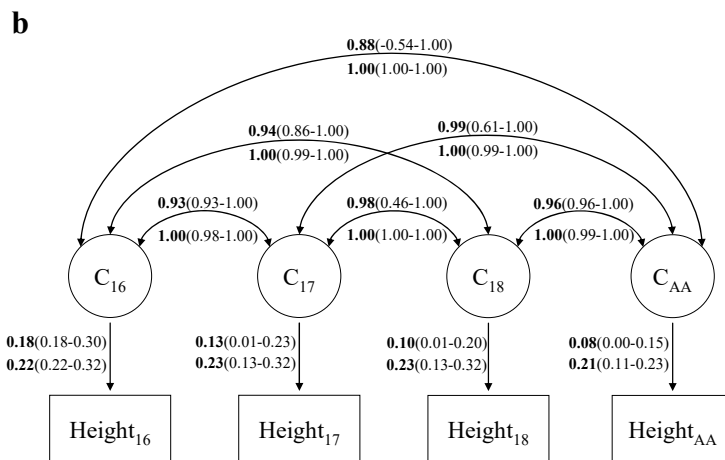 b
0.88(-0.54-1.00)
1.00(1.00-1.00)
0.94(0.86-1.00)
1.00(0.99-1.00)
0.99(0.61-1.00)
1.00(0.99-1.00)
0.93(0.93-1.00)
1.00(0.98-1.00)
0.98(0.46-1.00)
1.00(1.00-1.00)
0.96(0.96-1.00)
1.00(0.99-1.00)
C16
C17
C18
CAA
0.18(0.18-0.30)
0.22(0.22-0.32)
0.13(0.01-0.23)
0.23(0.13-0.32)
0.10(0.01-0.20)
0.23(0.13-0.32)
0.08(0.00-0.15)
0.21(0.11-0.23)
Height16
Height17
Height18
HeightAA